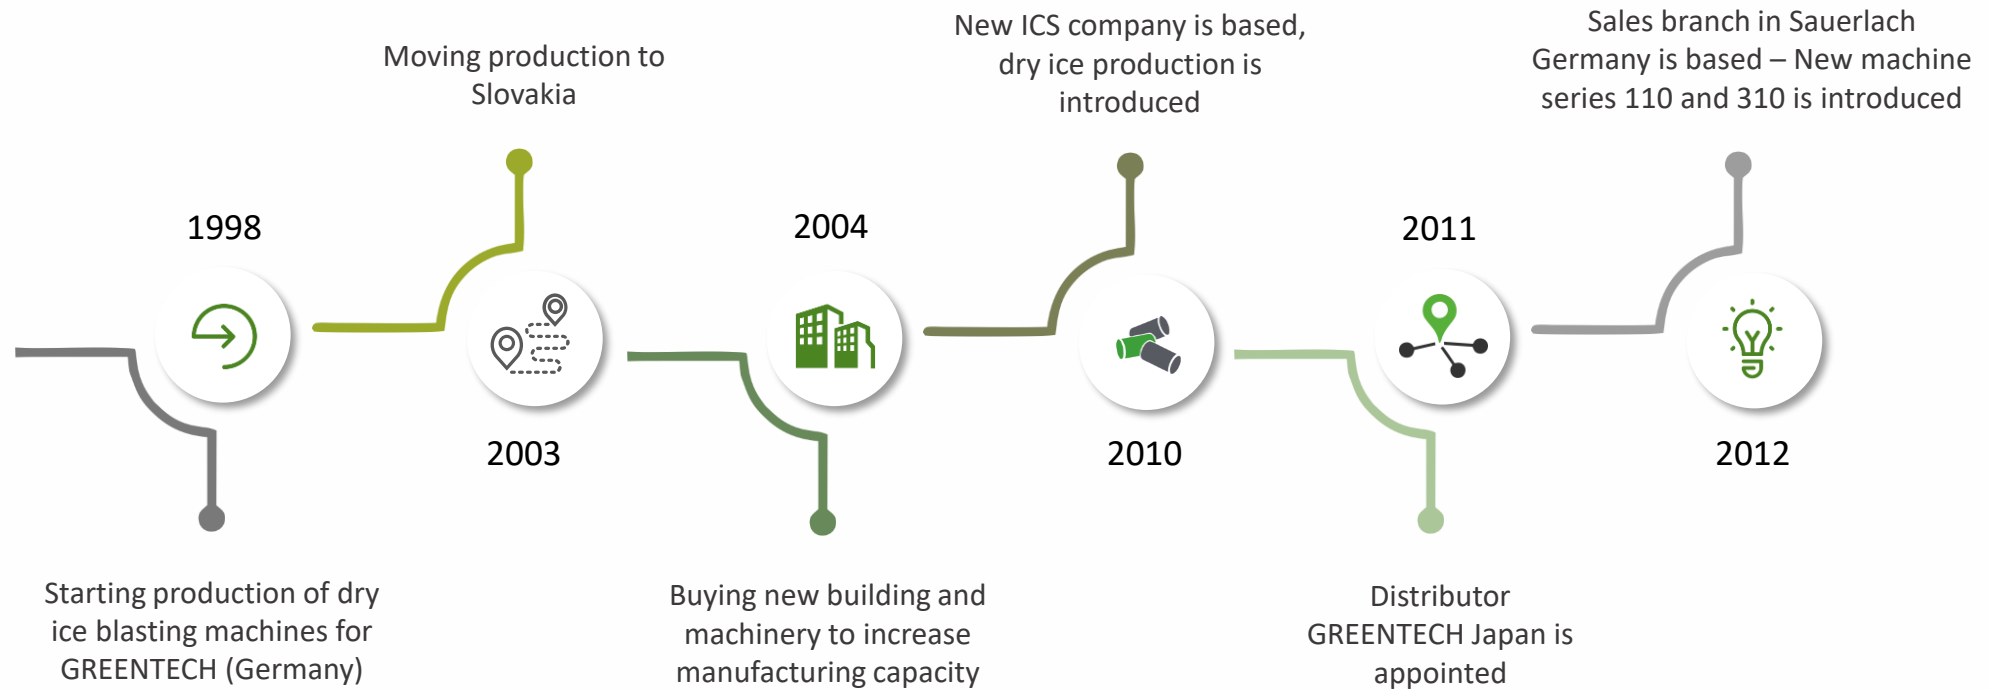 1998
Starting production of dry
ice blasting machines for
GREENTECH (Germany)
Moving production to
Slovakia
2003
2004
Buying new building and
machinery to increase
manufacturing capacity
New ICS company is based,
dry ice production is
introduced
2010
2011
Distributor
GREENTECH Japan is
appointed
Sales branch in Sauerlach
Germany is based – New machine
series 110 and 310 is introduced
2012